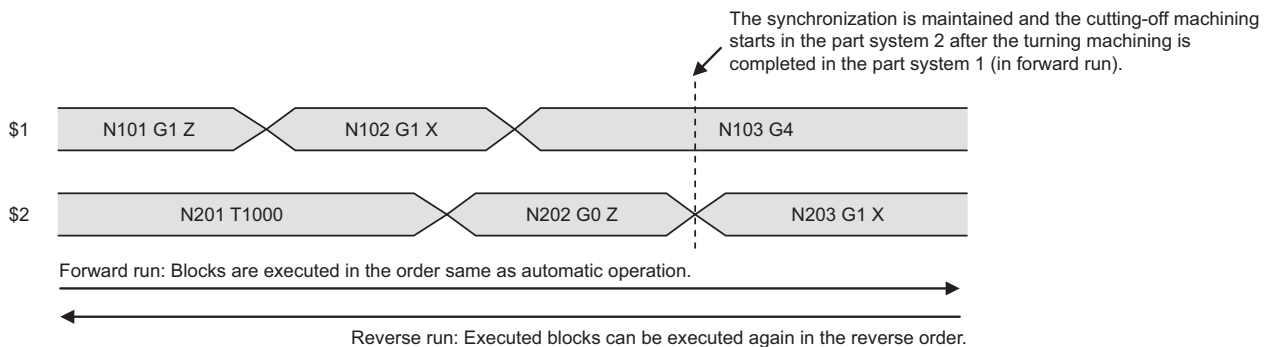 The synchronization is maintained and the cutting-off machining
starts in the part system 2 after the turning machining is
completed in the part system 1 (in forward run).
$1 N101 G1 Z N102 G1 X N103 G4
$2 N201 T1000 N202 G0 Z N203 G1 X
Forward run: Blocks are executed in the order same as automatic operation.
Reverse run: Executed blocks can be executed again in the reverse order.